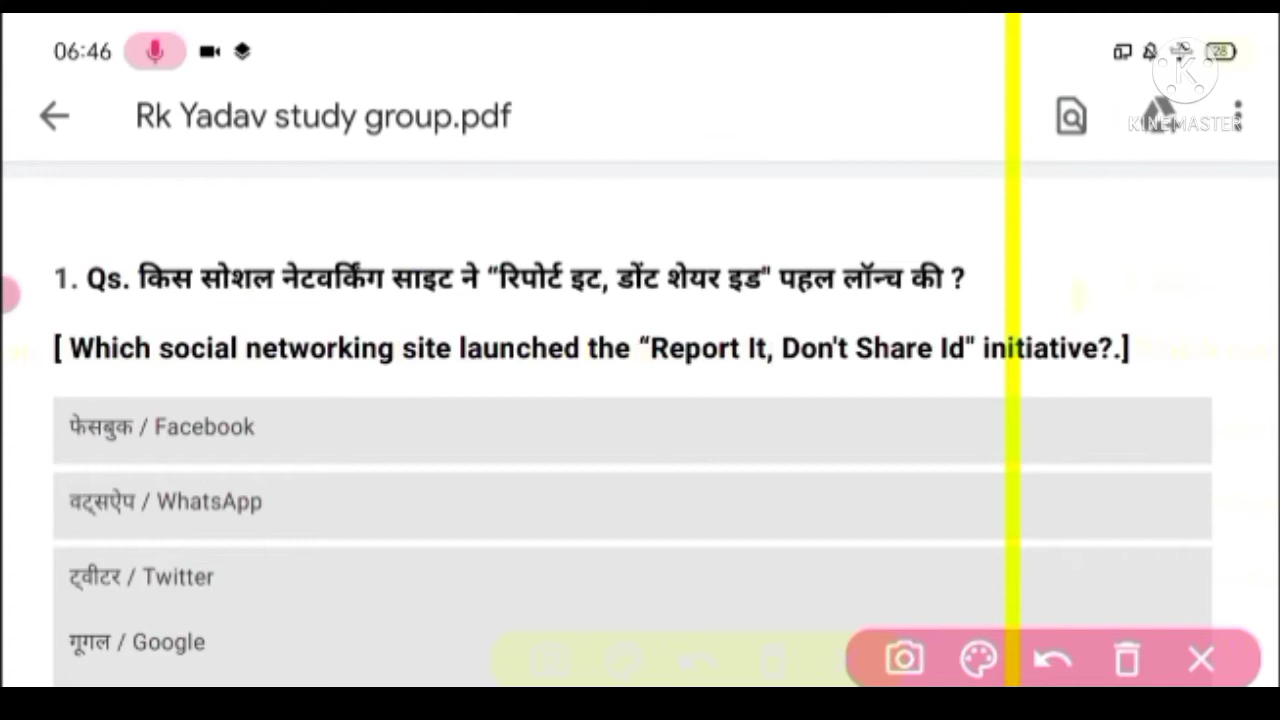 06:46
28
Rk Yadav study group.pdf
KINEMASTER
1. Qs. किस सोशल नेटवर्किंग साइट ने “रिपोर्ट इट, डोंट शेयर इड" पहल लॉन्च की ?
[ Which social networking site launched the “Report It, Don't Share Id" initiative?.]
फेसबुक / Facebook
वट्सऐप / WhatsApp
ट्वीटर / Twitter
गूगल / Google